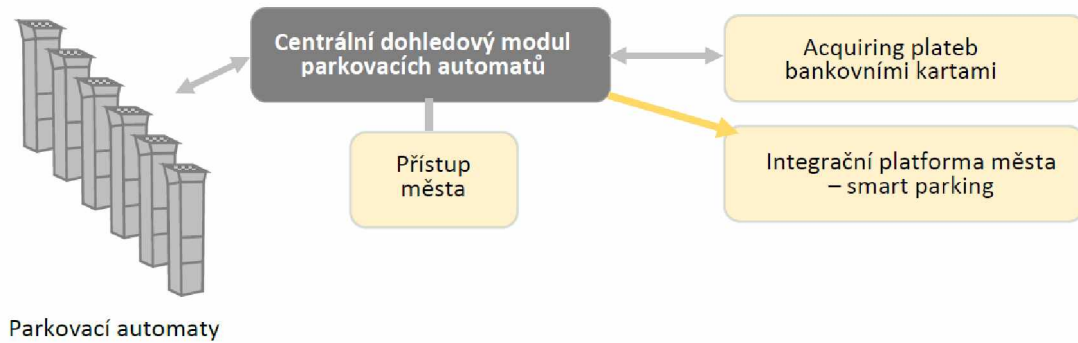 Centrální dohledový modul
parkovacích automatů
Acquiring plateb
bankovními kartami
Přístup
města
Integrační platforma města
– smart parking
Parkovací automaty